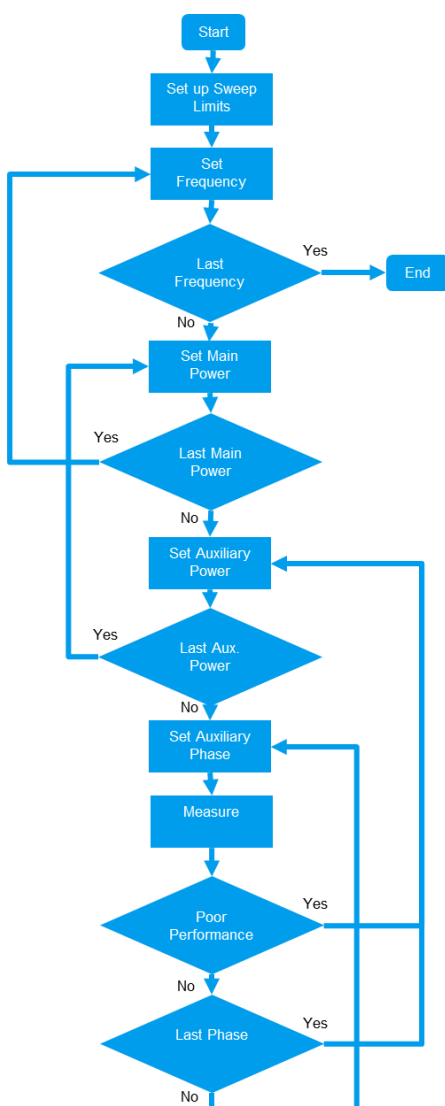 Start
Set up Sweep
Limits
Set
Frequency
Last
Frequency
Yes
End
No
Set Main
Power
Yes
Last Main
Power
No
Set Auxiliary
Power
Yes
Last Aux.
Power
No
Set Auxiliary
Phase
Measure
Poor
Performance
Yes
No
Last Phase
Yes
No